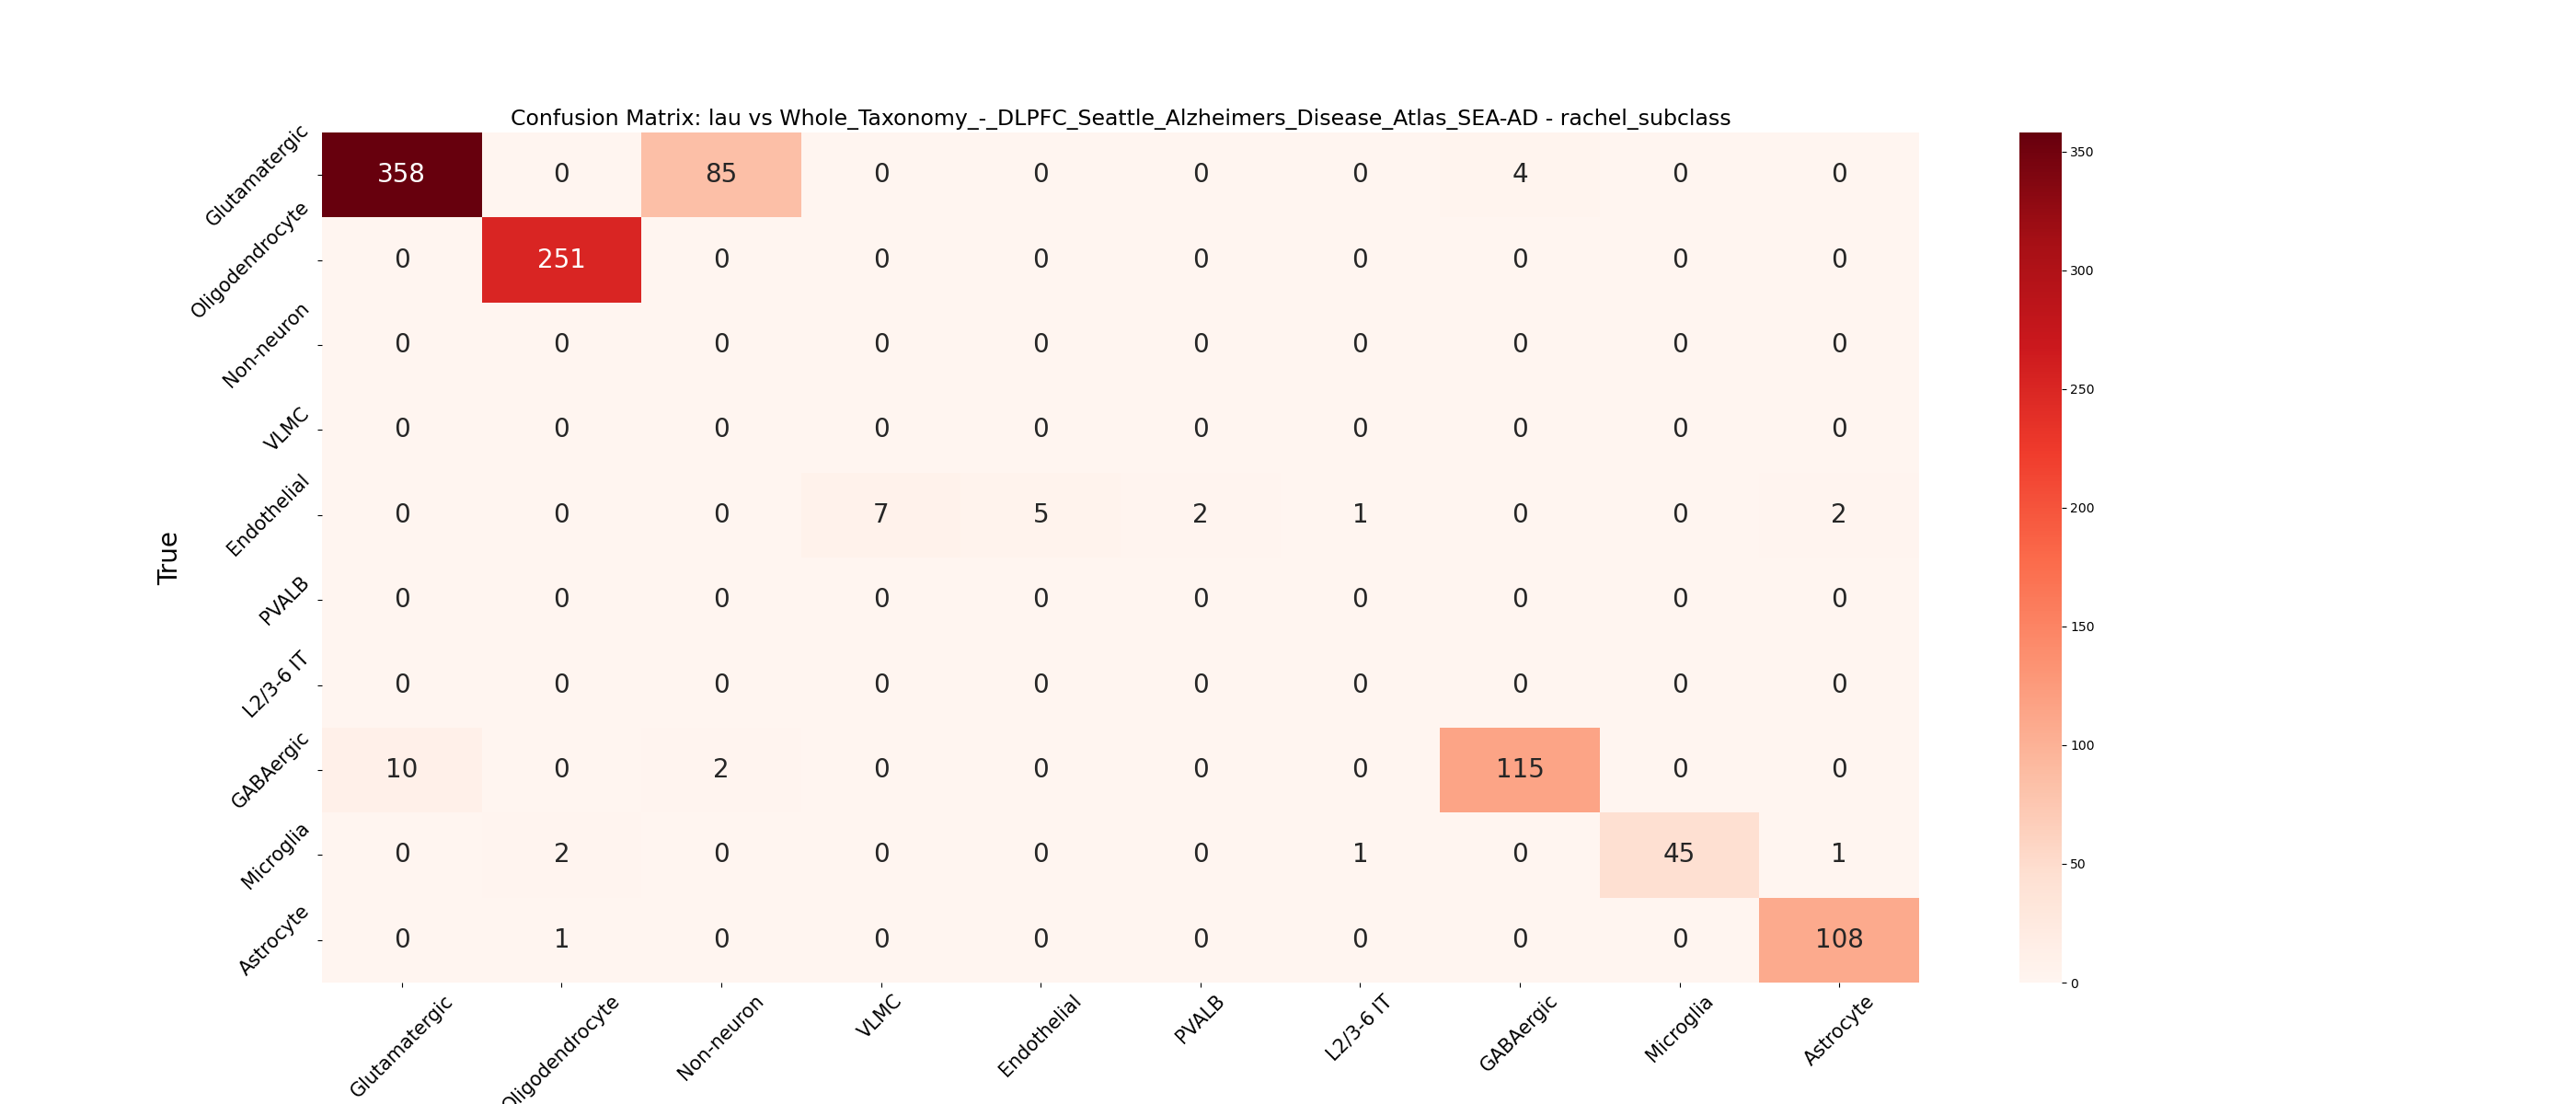 Confusion Matrix: lau vs Whole_Taxonomy_-_DLPFC_Seattle_Alzheimers_Disease_Atlas_SEA-AD - rachel_subclass
True
Glutamatergic 358 0 85 0 0 0 0 4 0 0
Oligodendrocyte 0 251 0 0 0 0 0 0 0 0
Non-neuron 0 0 0 0 0 0 0 0 0 0
VLMC 0 0 0 0 0 0 0 0 0 0
Endothelial 0 0 0 7 5 2 1 0 0 2
PVALB 0 0 0 0 0 0 0 0 0 0
L2/3-6 IT 0 0 0 0 0 0 0 0 0 0
GABAergic 10 0 2 0 0 0 0 115 0 0
Microglia 0 2 0 0 0 0 1 0 45 1
Astrocyte 0 1 0 0 0 0 0 0 0 108
Glutamatergic Oligodendrocyte Non-neuron VLMC Endothelial PVALB L2/3-6 IT GABAergic Microglia Astrocyte
350
300
250
200
150
100
50
0